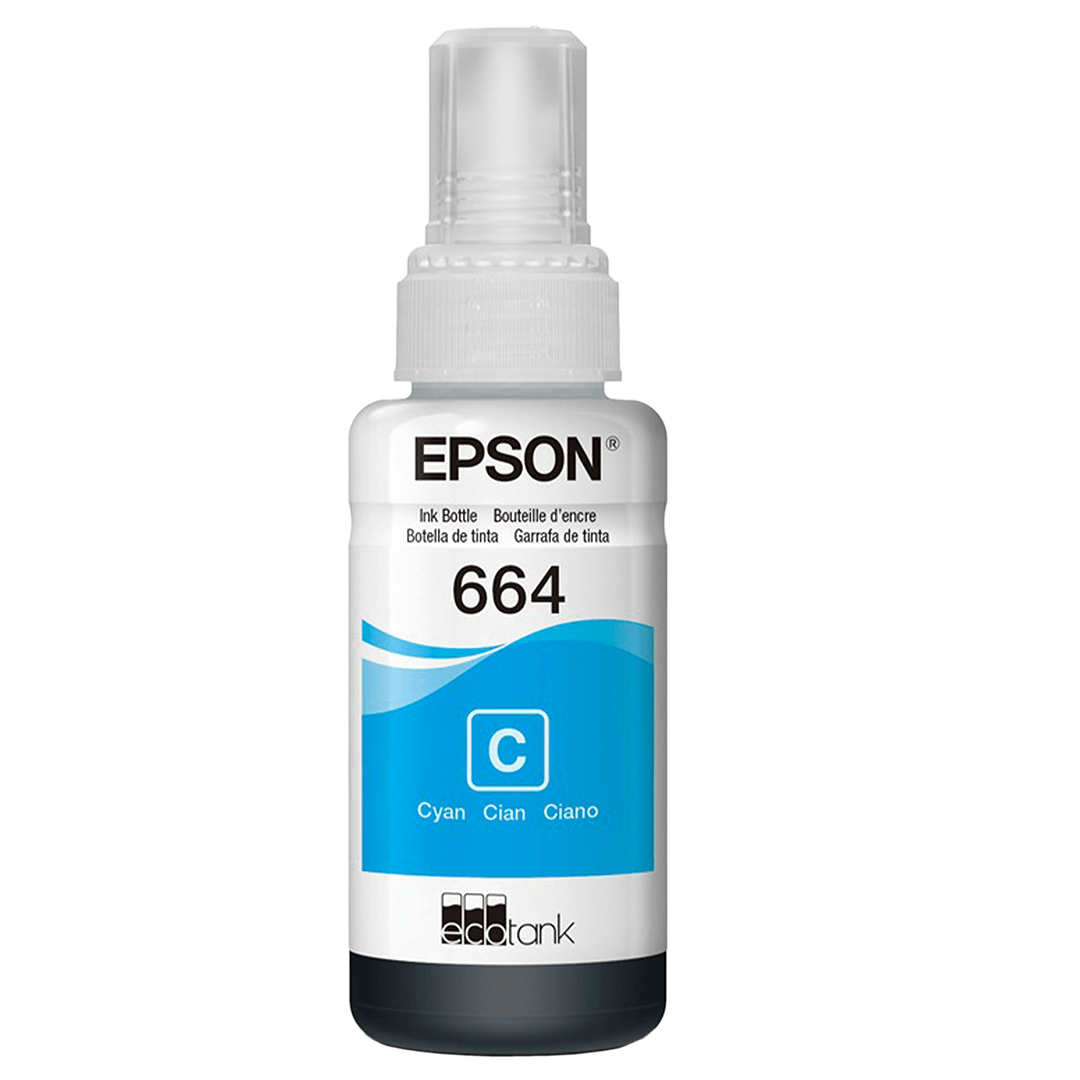 EPSON®
Ink Bottle Bouteille d'encre
Botella de tinta Garrafa de tinta
664
C
Cyan Cian Ciano
ecotank